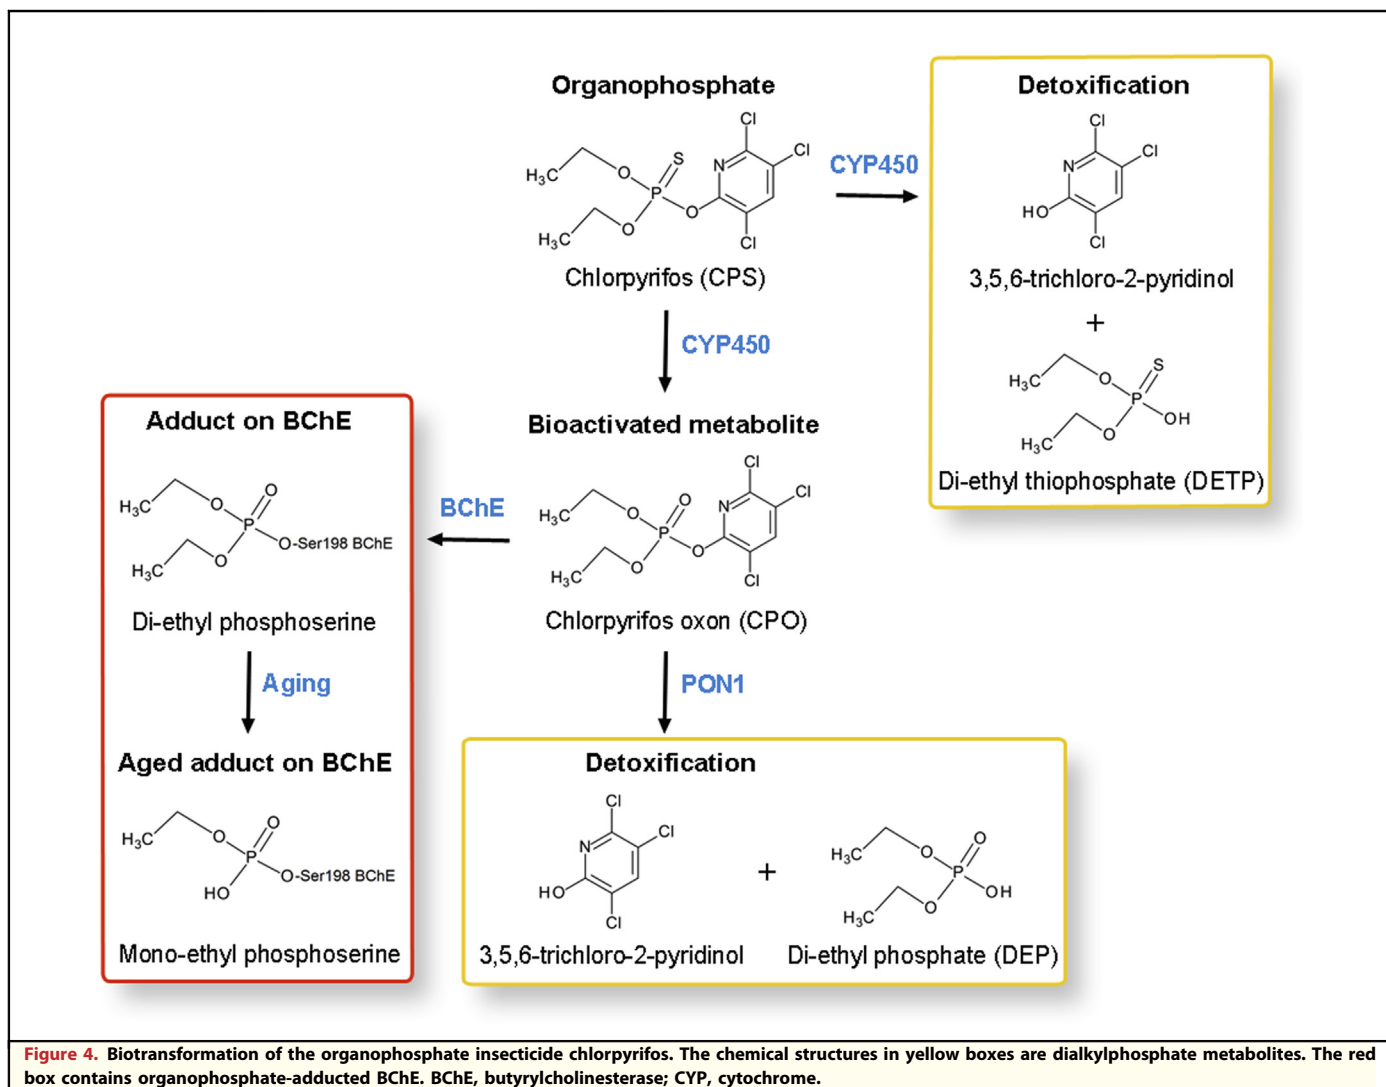 Organophosphate
Cl
Cl
S
N
H3C
O
P
O
O
H3C
Cl
Chlorpyrifos (CPS)
CYP450
Detoxification
Cl
Cl
N
HO
Cl
3,5,6-trichloro-2-pyridinol
+
S
H3C
O
P
OH
O
H3C
Di-ethyl thiophosphate (DETP)
CYP450
Bioactivated metabolite
Cl
Cl
O
N
H3C
O
P
O
O
H3C
Cl
Chlorpyrifos oxon (CPO)
BChE
Adduct on BChE
O
H3C
O
P
O-Ser198 BChE
O
H3C
Di-ethyl phosphoserine
Aging
Aged adduct on BChE
O
H3C
O
P
O-Ser198 BChE
HO
Mono-ethyl phosphoserine
PON1
Detoxification
Cl
Cl
N
HO
Cl
3,5,6-trichloro-2-pyridinol
+
O
H3C
O
P
OH
O
H3C
Di-ethyl phosphate (DEP)
Figure 4. Biotransformation of the organophosphate insecticide chlorpyrifos. The chemical structures in yellow boxes are dialkylphosphate metabolites. The red
box contains organophosphate-adducted BChE. BChE, butyrylcholinesterase; CYP, cytochrome.